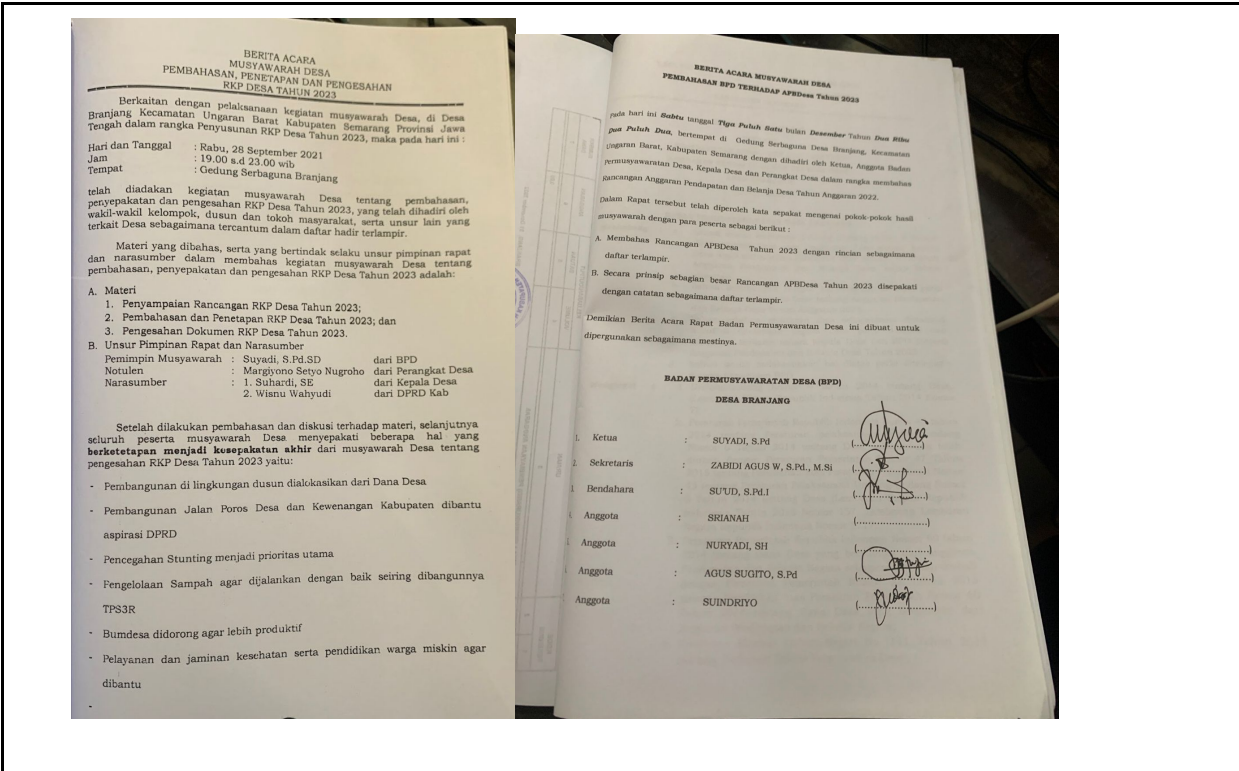 BERITA ACARA
MUSYAWARAH DESA
PEMBAHASAN, PENETAPAN DAN PENGESAHAN
RKP DESA TAHUN 2023
Berkaitan dengan pelaksanaan kegiatan musyawarah Desa, di Desa
Branjang Kecamatan Ungaran Barat Kabupaten Semarang Provinsi Jawa
Tengah dalam rangka Penyusunan RKP Desa Tahun 2023, maka pada hari ini :
Hari dan Tanggal : Rabu, 28 September 2021
Jam : 19.00 s.d 23.00 wib
Tempat : Gedung Serbaguna Branjang
telah diadakan kegiatan musyawarah Desa tentang pembahasan,
penyepakatan dan pengesahan RKP Desa Tahun 2023, yang telah dihadiri oleh
wakil-wakil kelompok, dusun dan tokoh masyarakat, serta unsur lain yang
terkait Desa sebagaimana tercantum dalam daftar hadir terlampir.
Materi yang dibahas, serta yang bertindak selaku unsur pimpinan rapat
dan narasumber dalam membahas kegiatan musyawarah Desa tentang
pembahasan, penyepakatan dan pengesahan RKP Desa Tahun 2023 adalah:
A. Materi
1. Penyampaian Rancangan RKP Desa Tahun 2023;
2. Pembahasan dan Penetapan RKP Desa Tahun 2023; dan
3. Pengesahan Dokumen RKP Desa Tahun 2023.
B. Unsur Pimpinan Rapat dan Narasumber
Pemimpin Musyawarah : Suyadi, S.Pd.SD dari BPD
Notulen : Margiyono Setyo Nugroho dari Perangkat Desa
Narasumber : 1. Suhardi, SE dari Kepala Desa
2. Wisnu Wahyudi dari DPRD Kab
Setelah dilakukan pembahasan dan diskusi terhadap materi, selanjutnya
seluruh peserta musyawarah Desa menyepakati beberapa hal yang
berketetapan menjadi kesepakatan akhir dari musyawarah Desa tentang
pengesahan RKP Desa Tahun 2023 yaitu:
- Pembangunan di lingkungan dusun dialokasikan dari Dana Desa
- Pembangunan Jalan Poros Desa dan Kewenangan Kabupaten dibantu
aspirasi DPRD
- Pencegahan Stunting menjadi prioritas utama
- Pengelolaan Sampah agar dijalankan dengan baik seiring dibangunnya
TPS3R
- Bumdesa didorong agar lebih produktif
- Pelayanan dan jaminan kesehatan serta pendidikan warga miskin agar
dibantu
-
BERITA ACARA MUSYAWARAH DESA
PEMBAHASAN BPD TERHADAP APBDesa Tahun 2023
Pada hari ini Sabtu tanggal Tiga Puluh Satu bulan Desember Tahun Dua Ribu
Dua Puluh Dua, bertempat di Gedung Serbaguna Desa Branjang, Kecamatan
Ungaran Barat, Kabupaten Semarang dengan dihadiri oleh Ketua, Anggota Badan
Permusyawaratan Desa, Kepala Desa dan Perangkat Desa dalam rangka membahas
Rancangan Anggaran Pendapatan dan Belanja Desa Tahun Anggaran 2022.
Dalam Rapat tersebut telah diperoleh kata sepakat mengenai pokok-pokok hasil
musyawarah dengan para peserta sebagai berikut :
A. Membahas Rancangan APBDesa Tahun 2023 dengan rincian sebagaimana
daftar terlampir.
B. Secara prinsip sebagian besar Rancangan APBDesa Tahun 2023 disepakati
dengan catatan sebagaimana daftar terlampir.
Demikian Berita Acara Rapat Badan Permusyawaratan Desa ini dibuat untuk
dipergunakan sebagaimana mestinya.
BADAN PERMUSYAWARATAN DESA (BPD)
DESA BRANJANG
Ketua : SUYADI, S.Pd (....................)
Sekretaris : ZABIDI AGUS W, S.Pd., M.Si (....................)
Bendahara : SU'UD, S.Pd.I (....................)
Anggota : SRIANAH (....................)
Anggota : NURYADI, SH (....................)
Anggota : AGUS SUGITO, S.Pd (....................)
Anggota : SUINDRIYO (....................)